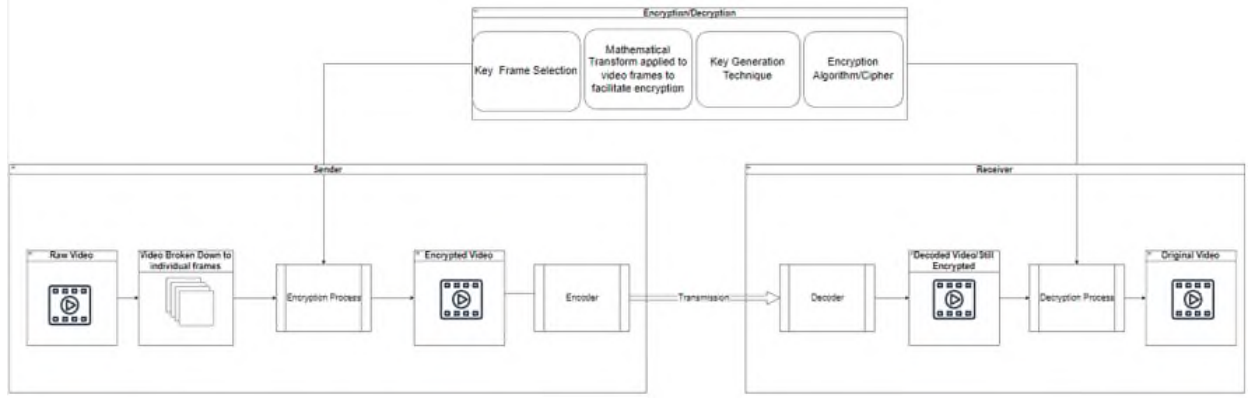 Encryption/Decryption
Key Frame Selection
Mathematical
Transform applied to
video frames to
facilitate encryption
Key Generation
Technique
Encryption
Algorithm/Cipher
Sender
Raw Video
Video Broken Down to
individual frames
Encryption Process
Encrypted Video
Encoder
Transmission
Receiver
Decoder
Decoded Video/Still
Encrypted
Decryption Process
Original Video